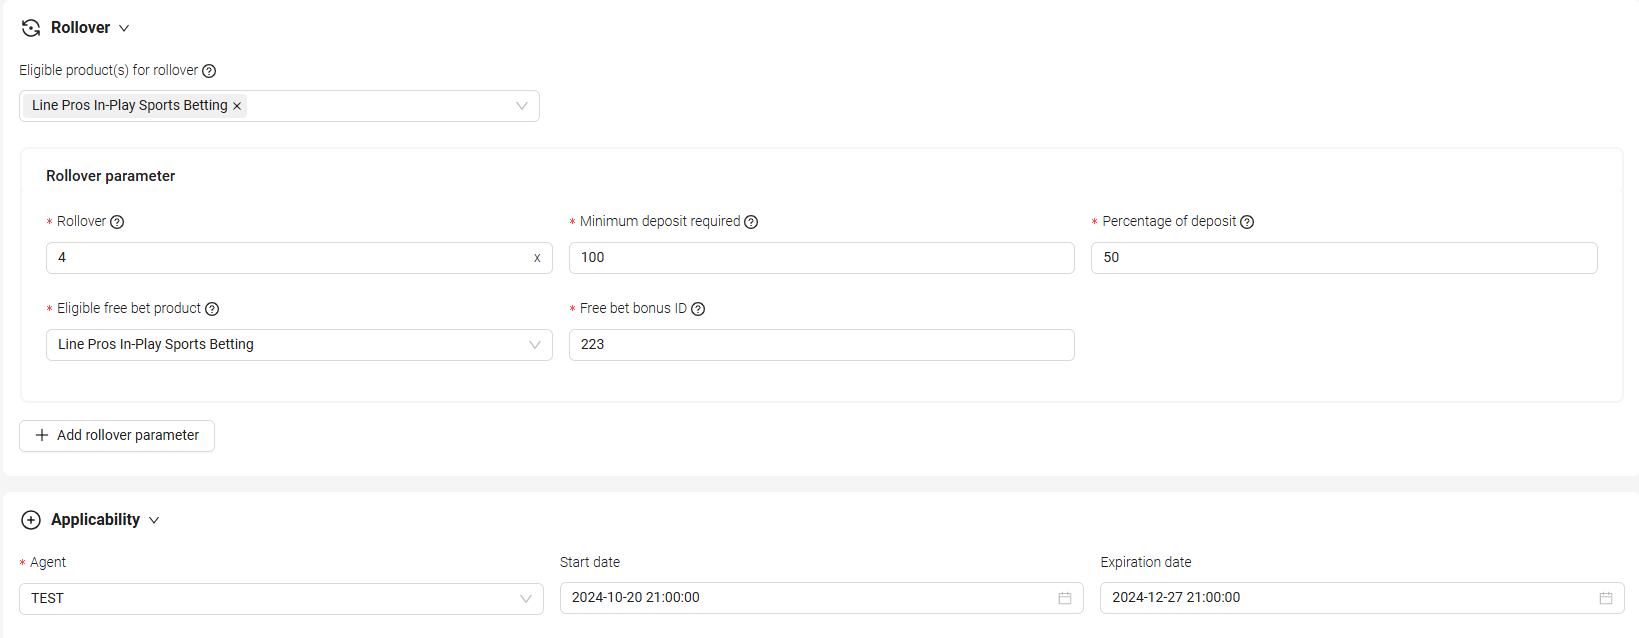 Rollover
Eligible product(s) for rollover
Line Pros In-Play Sports Betting
Rollover parameter
* Rollover
* Minimum deposit required
* Percentage of deposit
4 x
100
50
* Eligible free bet product
* Free bet bonus ID
Line Pros In-Play Sports Betting
223
Add rollover parameter
Applicability
* Agent
Start date
Expiration date
TEST
2024-10-20 21:00:00
2024-12-27 21:00:00